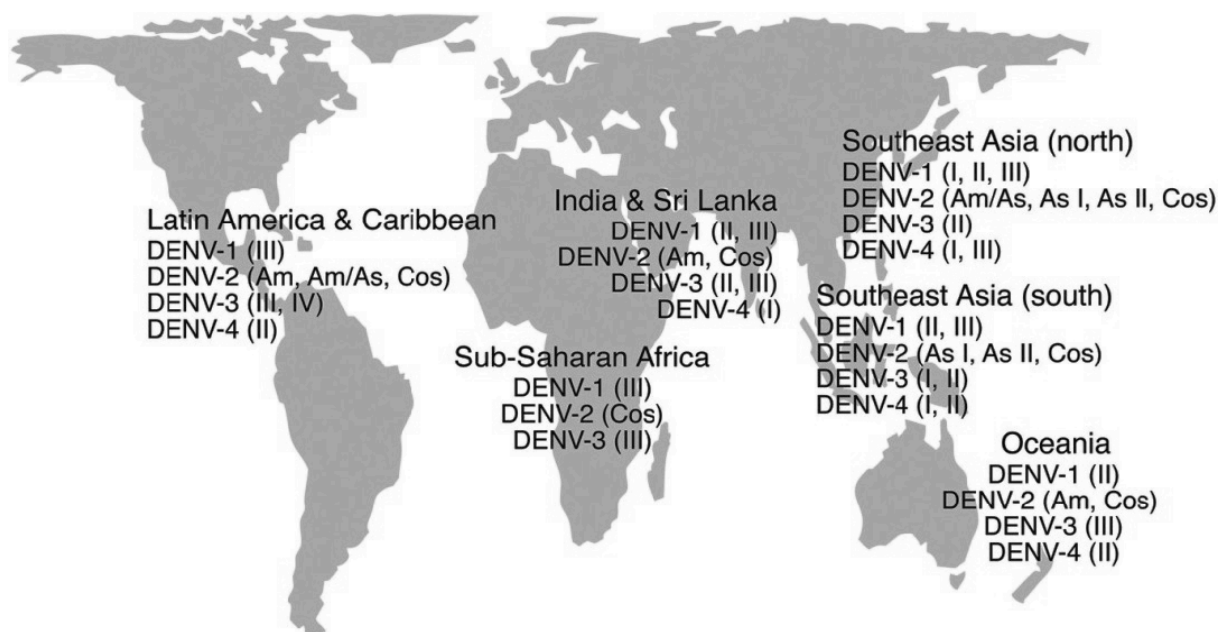 Latin America & Caribbean
DENV-1 (III)
DENV-2 (Am, Am/As, Cos)
DENV-3 (III, IV)
DENV-4 (II)
India & Sri Lanka
DENV-1 (II, III)
DENV-2 (Am, Cos)
DENV-3 (II, III)
DENV-4 (I)
Sub-Saharan Africa
DENV-1 (III)
DENV-2 (Cos)
DENV-3 (III)
Southeast Asia (north)
DENV-1 (I, II, III)
DENV-2 (Am/As, As I, As II, Cos)
DENV-3 (II)
DENV-4 (I, III)
Southeast Asia (south)
DENV-1 (II, III)
DENV-2 (As I, As II, Cos)
DENV-3 (I, II)
DENV-4 (I, II)
Oceania
DENV-1 (II)
DENV-2 (Am, Cos)
DENV-3 (III)
DENV-4 (II)